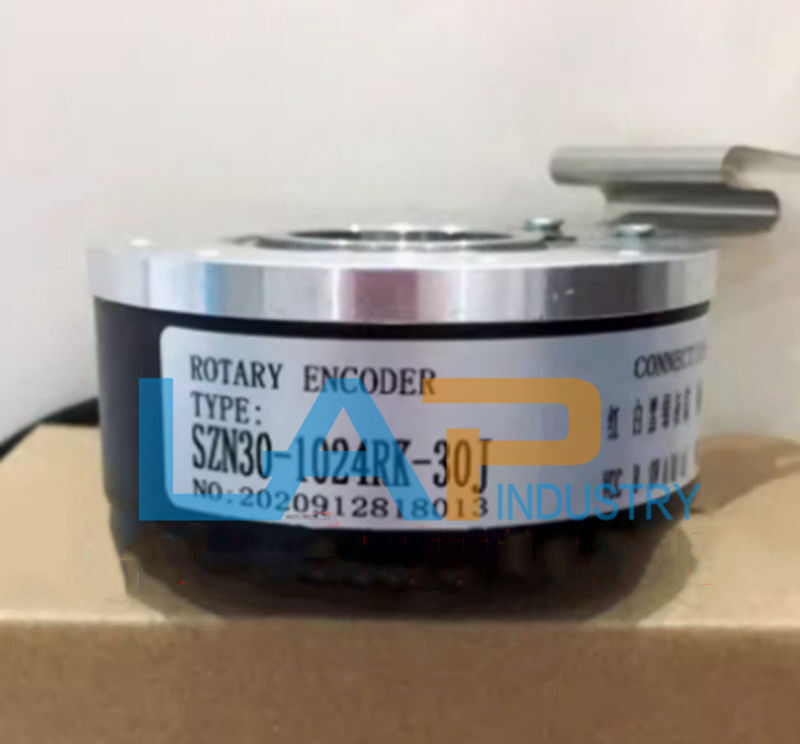 ROTARY ENCODER
TYPE:
SZN30-1024RK-30J
NO:2020912818013
LAP
INDUSTRY